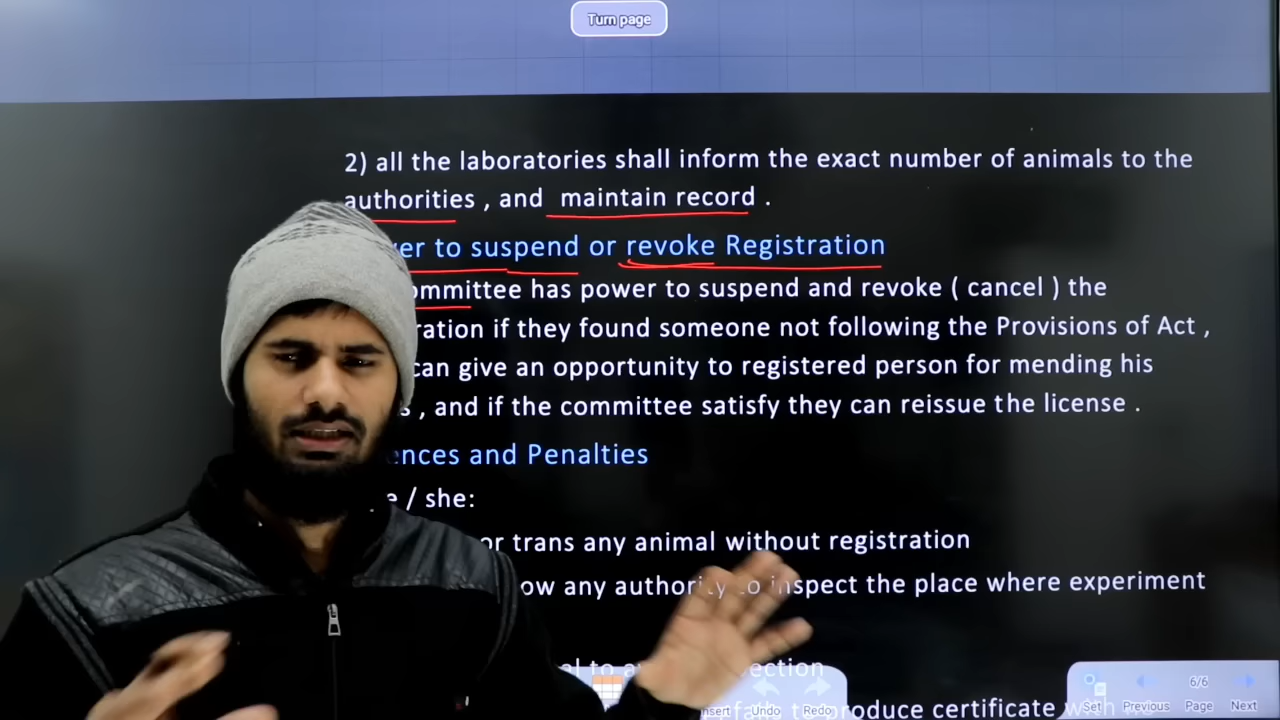 Turn page
2) all the laboratories shall inform the exact number of animals to the
authorities , and maintain record .
er to suspend or revoke Registration
ommittee has power to suspend and revoke ( cancel ) the
ration if they found someone not following the Provisions of Act ,
can give an opportunity to registered person for mending his
s , and if the committee satisfy they can reissue the license .
ences and Penalties
e / she:
or trans any animal without registration
ow any authority to inspect the place where experiment
produce certificate
nsert Undo Redo
Set Previous 6/6 Page Next